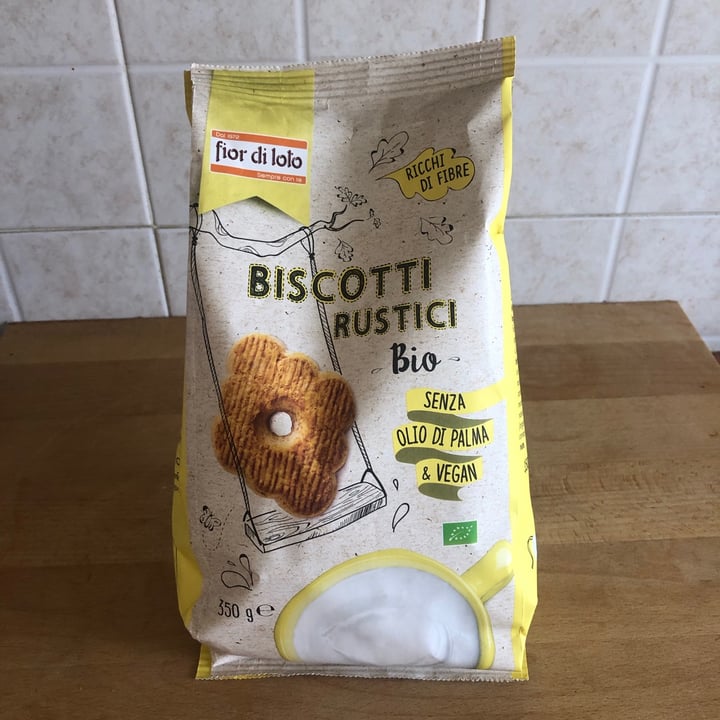 Dal 1972
fior di loto
Sempre con te
RICCHI
DI FIBRE
BISCOTTI
RUSTICI
Bio
SENZA
OLIO DI PALMA
& VEGAN
350 g e